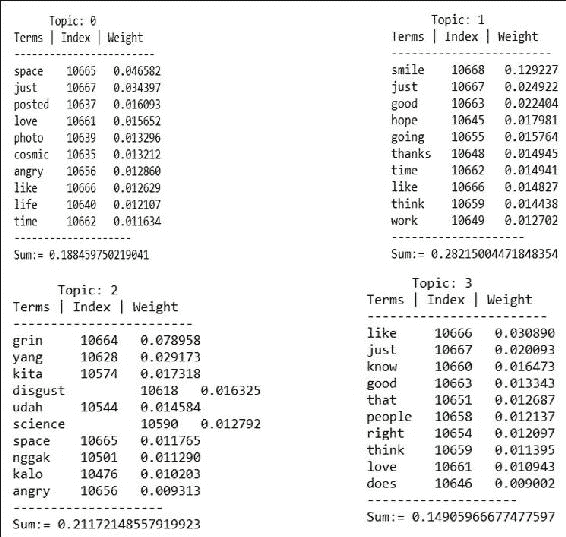 Topic: 0
Terms | Index | Weight
-----------------------
space 10665 0.046582
just 10667 0.034397
posted 10637 0.016093
love 10661 0.015652
photo 10639 0.013296
cosmic 10635 0.013212
angry 10656 0.012860
like 10666 0.012629
life 10640 0.012107
time 10662 0.011634
-------------------
Sum:= 0.188459750219041
Topic: 1
Terms | Index | Weight
------------------------
smile 10668 0.129227
just 10667 0.024922
good 10663 0.022404
hope 10645 0.017981
going 10655 0.015764
thanks 10648 0.014945
time 10662 0.014941
like 10666 0.014827
think 10659 0.014438
work 10649 0.012702
--------------------
Sum:= 0.28215004471848354
Topic: 2
Terms | Index | Weight
------------------------
grin 10664 0.078958
yang 10628 0.029173
kita 10574 0.017318
disgust 10618 0.016325
udah 10544 0.014584
science 10590 0.012792
space 10665 0.011765
nggak 10501 0.011290
kalo 10476 0.010203
angry 10656 0.009313
--------------------
Sum:= 0.21172148557919923
Topic: 3
Terms | Index | Weight
------------------------
like 10666 0.030890
just 10667 0.020093
know 10660 0.016473
good 10663 0.013343
that 10651 0.012687
people 10658 0.012137
right 10654 0.012097
think 10659 0.011395
love 10661 0.010943
does 10646 0.009002
--------------------
Sum:= 0.14905966677477597